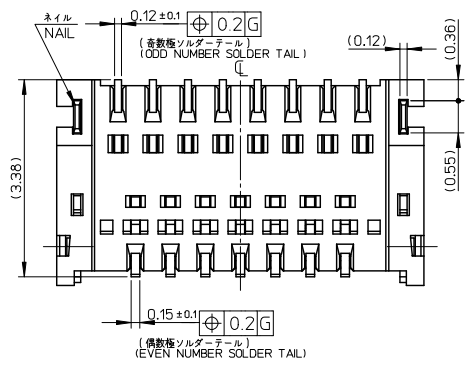 ネイル
NAIL
0.12 ±0.1 ⌖ 0.2 G
(奇数極ソルダーテール)
(ODD NUMBER SOLDER TAIL)
℄
(0.12)
(0.36)
(0.55)
(3.38)
0.15 ±0.1 ⌖ 0.2 G
(偶数極ソルダーテール)
(EVEN NUMBER SOLDER TAIL)